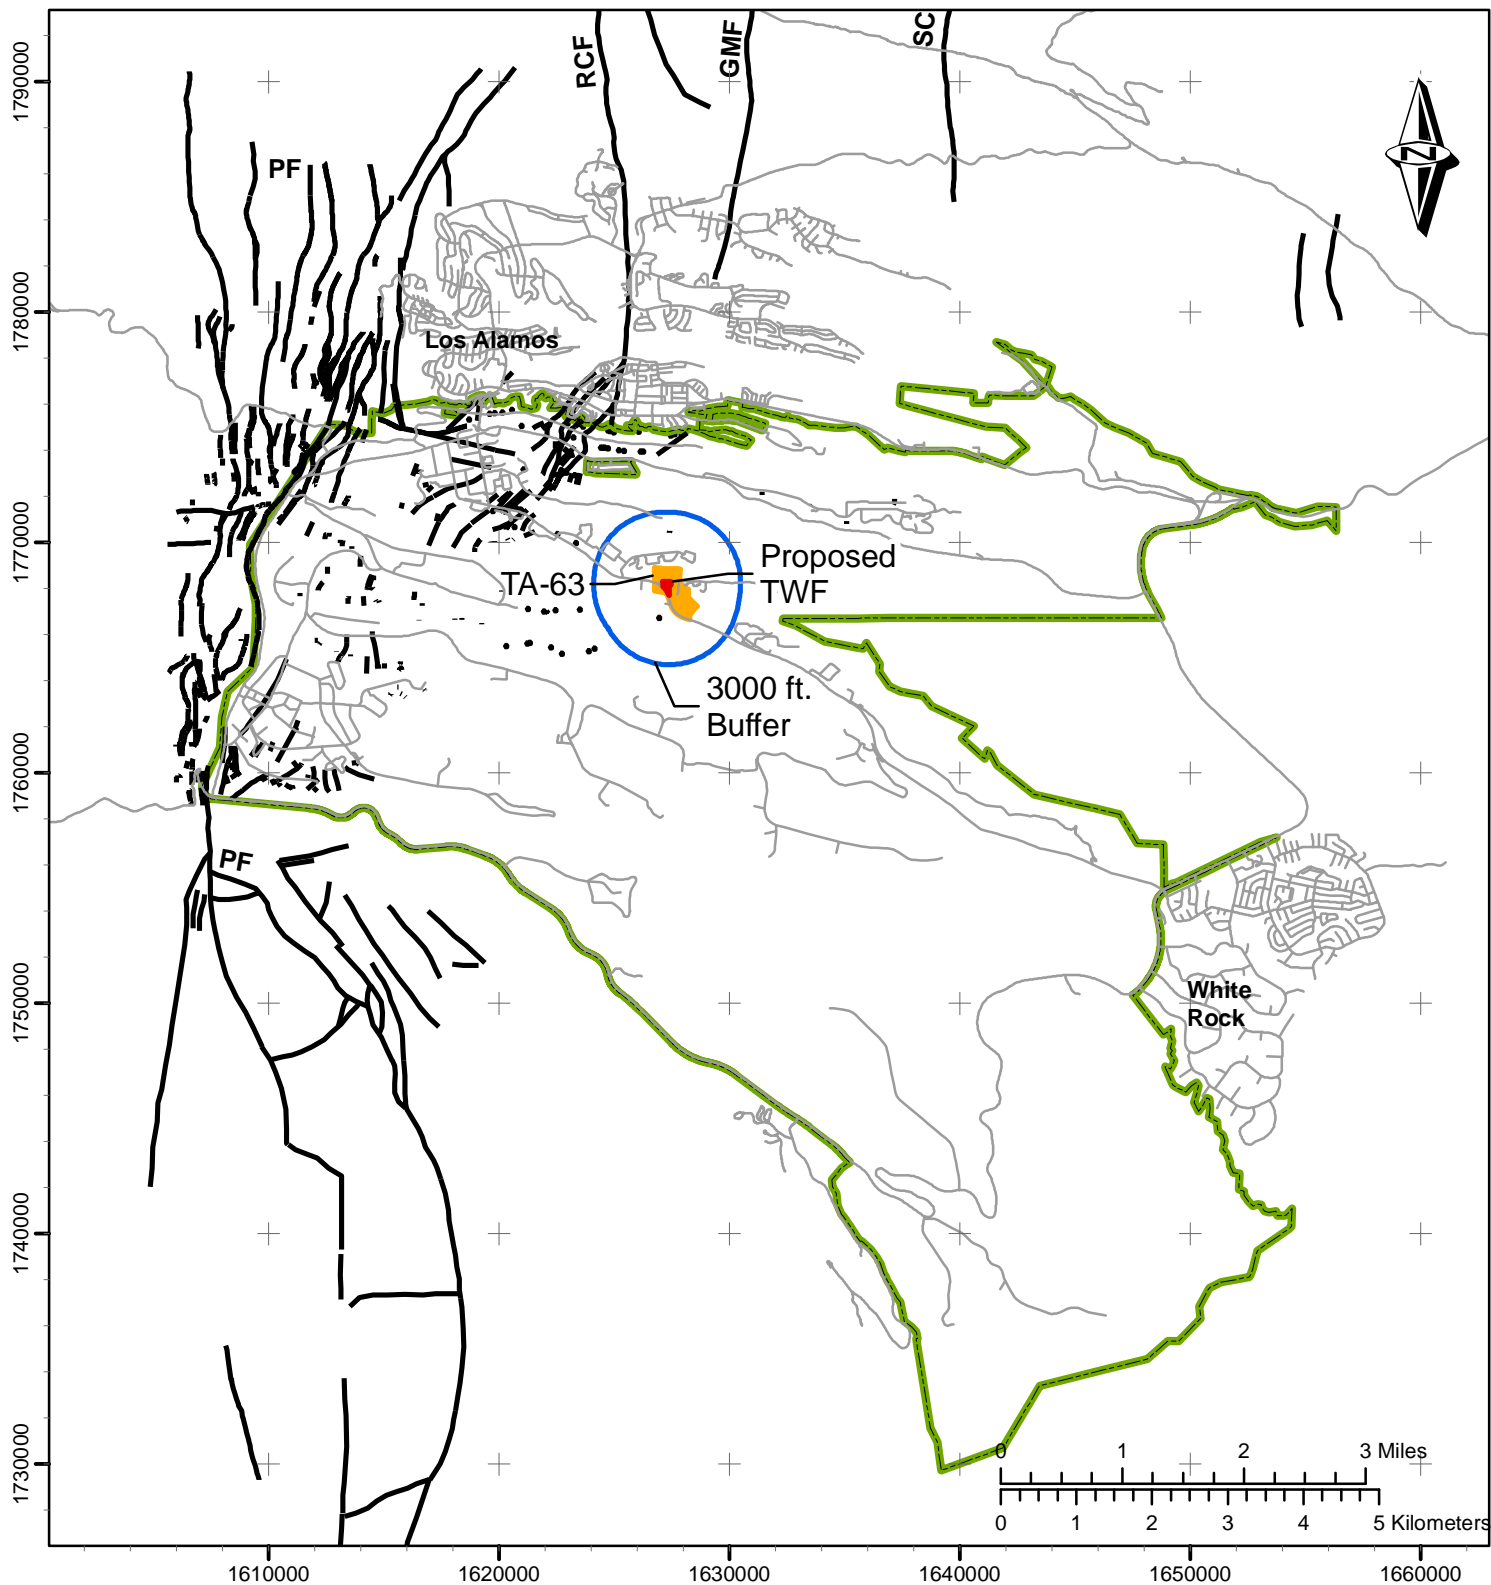 RCF
GMF
SC
1790000
PF
N
1780000
Los Alamos
1770000
Proposed
TWF
TA-63
3000 ft.
Buffer
1760000
PF
1750000
White
Rock
1740000
1730000
0 1 2 3 Miles
0 1 2 3 4 5 Kilometers
1610000 1620000 1630000 1640000 1650000 1660000